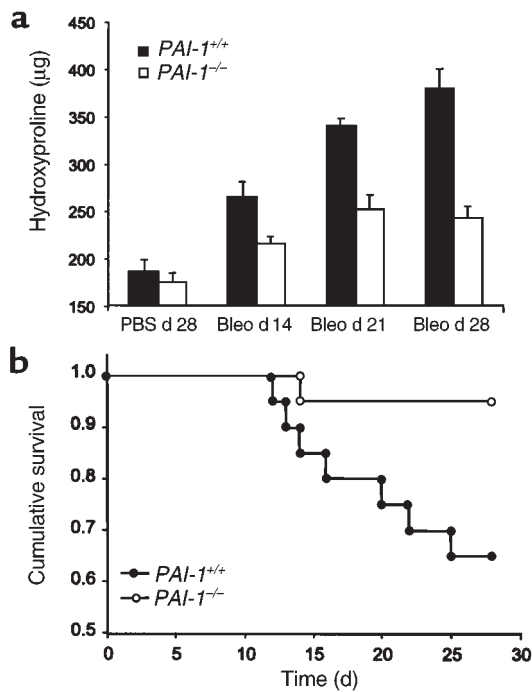 a
450
400
350
300
250
200
150
Hydroxyproline (µg)
PAI-1+/+
PAI-1–/–
PBS d 28 Bleo d 14 Bleo d 21 Bleo d 28
b
1.0
0.9
0.8
0.7
0.6
0.5
Cumulative survival
PAI-1+/+
PAI-1–/–
0 5 10 15 20 25 30
Time (d)